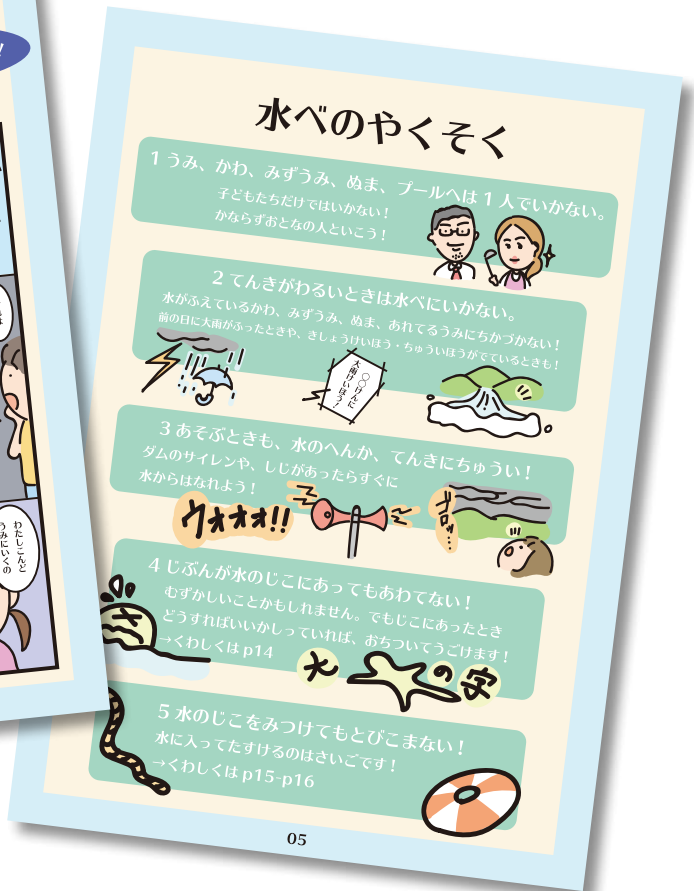 !
わたしこんど
うみにいくの
水べのやくそく
1 うみ、かわ、みずうみ、ぬま、プールへは 1 人でいかない。
子どもたちだけではいかない!
かならずおとなの人といこう!
2 てんきがわるいときは水べにいかない。
水がふえているかわ、みずうみ、ぬま、あれてるうみにちかづかない!
前の日に大雨がふったときや、きしょうけいほう・ちゅういほうがでているときも!
○○けんに
大雨けいほう!
3 あそぶときも、水のへんか、てんきにちゅうい!
ダムのサイレンや、しじがあったらすぐに
水からはなれよう!
ウオオオ!!
ゴロッ…
4 じぶんが水のじこにあってもあわてない!
むずかしいことかもしれません。でもじこにあったとき
どうすればいいかしっていれば、おちついてうごけます!
→くわしくは p14
大 の字
5 水のじこをみつけてもとびこまない!
水に入ってたすけるのはさいごです!
→くわしくは p15-p16
05